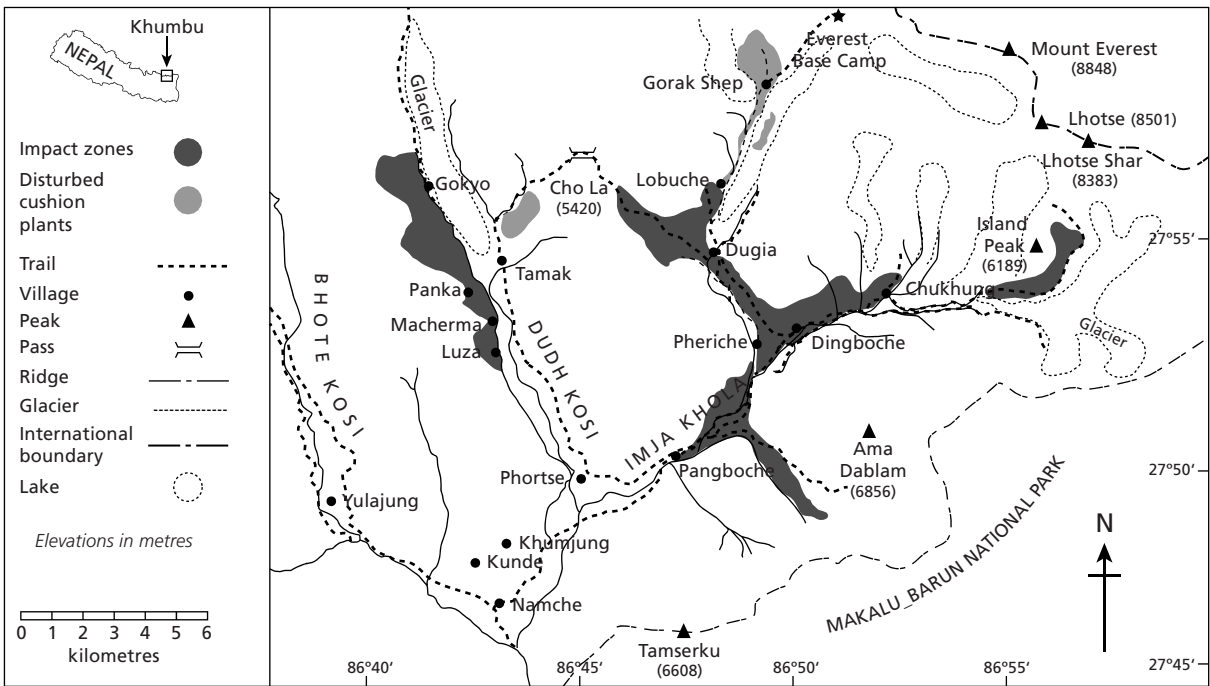 Khumbu
NEPAL
Impact zones
Disturbed
cushion
plants
Trail
Village
Peak
Pass
Ridge
Glacier
International
boundary
Lake
Elevations in metres
0 1 2 3 4 5 6
kilometres
Everest
Base Camp
Mount Everest
(8848)
Gorak Shep
Glacier
Lhotse (8501)
Lhotse Shar
(8383)
Gokyo
Cho La
(5420)
Lobuche
Island
Peak
(6189)
27°55′
Dugia
Tamak
Panka
Chukhung
BHOTE KOSI
DUDH KOSI
Macherma
Luza
Pheriche
Dingboche
Glacier
IMJA KHOLA
Ama
Dablam
(6856)
Phortse
Pangboche
27°50′
Yulajung
Khumjung
Kunde
Namche
MAKALU BARUN NATIONAL PARK
N
Tamserku
(6608)
86°40′
86°45′
86°50′
86°55′
27°45′